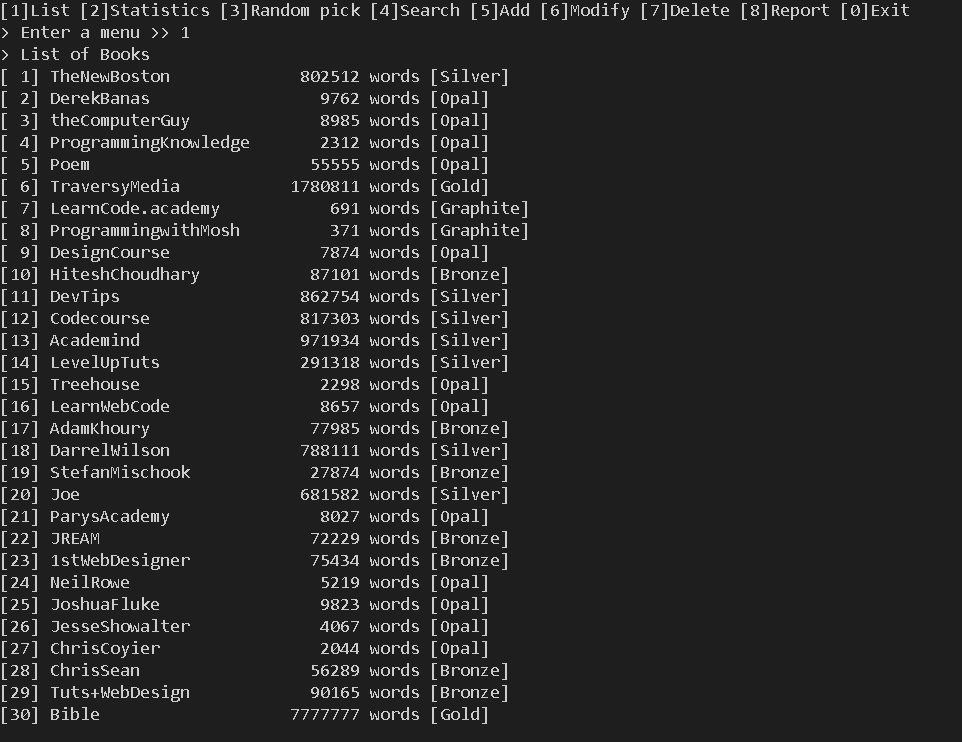 [1]List [2]Statistics [3]Random pick [4]Search [5]Add [6]Modify [7]Delete [8]Report [0]Exit
> Enter a menu >> 1
> List of Books
[ 1] TheNewBoston             802512 words [Silver]
[ 2] DerekBanas                 9762 words [Opal]
[ 3] theComputerGuy             8985 words [Opal]
[ 4] ProgrammingKnowledge       2312 words [Opal]
[ 5] Poem                      55555 words [Opal]
[ 6] TraversyMedia           1780811 words [Gold]
[ 7] LearnCode.academy           691 words [Graphite]
[ 8] ProgrammingwithMosh         371 words [Graphite]
[ 9] DesignCourse               7874 words [Opal]
[10] HiteshChoudhary           87101 words [Bronze]
[11] DevTips                  862754 words [Silver]
[12] Codecourse               817303 words [Silver]
[13] Academind                971934 words [Silver]
[14] LevelUpTuts              291318 words [Silver]
[15] Treehouse                  2298 words [Opal]
[16] LearnWebCode               8657 words [Opal]
[17] AdamKhoury                77985 words [Bronze]
[18] DarrelWilson             788111 words [Silver]
[19] StefanMischook            27874 words [Bronze]
[20] Joe                      681582 words [Silver]
[21] ParysAcademy               8027 words [Opal]
[22] JREAM                     72229 words [Bronze]
[23] 1stWebDesigner            75434 words [Bronze]
[24] NeilRowe                   5219 words [Opal]
[25] JoshuaFluke                9823 words [Opal]
[26] JesseShowalter             4067 words [Opal]
[27] ChrisCoyier                2044 words [Opal]
[28] ChrisSean                 56289 words [Bronze]
[29] Tuts+WebDesign            90165 words [Bronze]
[30] Bible                   7777777 words [Gold]